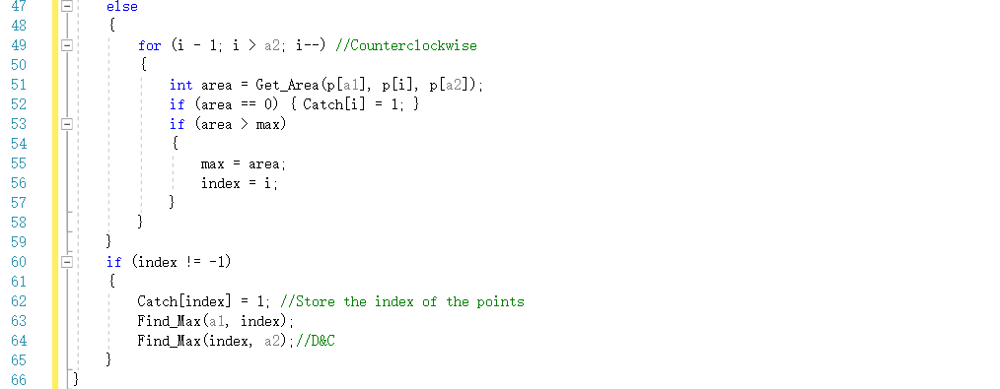 47 else
48 {
49 for (i - 1; i > a2; i--) //Counterclockwise
50 {
51 int area = Get_Area(p[a1], p[i], p[a2]);
52 if (area == 0) { Catch[i] = 1; }
53 if (area > max)
54 {
55 max = area;
56 index = i;
57 }
58 }
59 }
60 if (index != -1)
61 {
62 Catch[index] = 1; //Store the index of the points
63 Find_Max(a1, index);
64 Find_Max(index, a2);//D&C
65 }
66 }